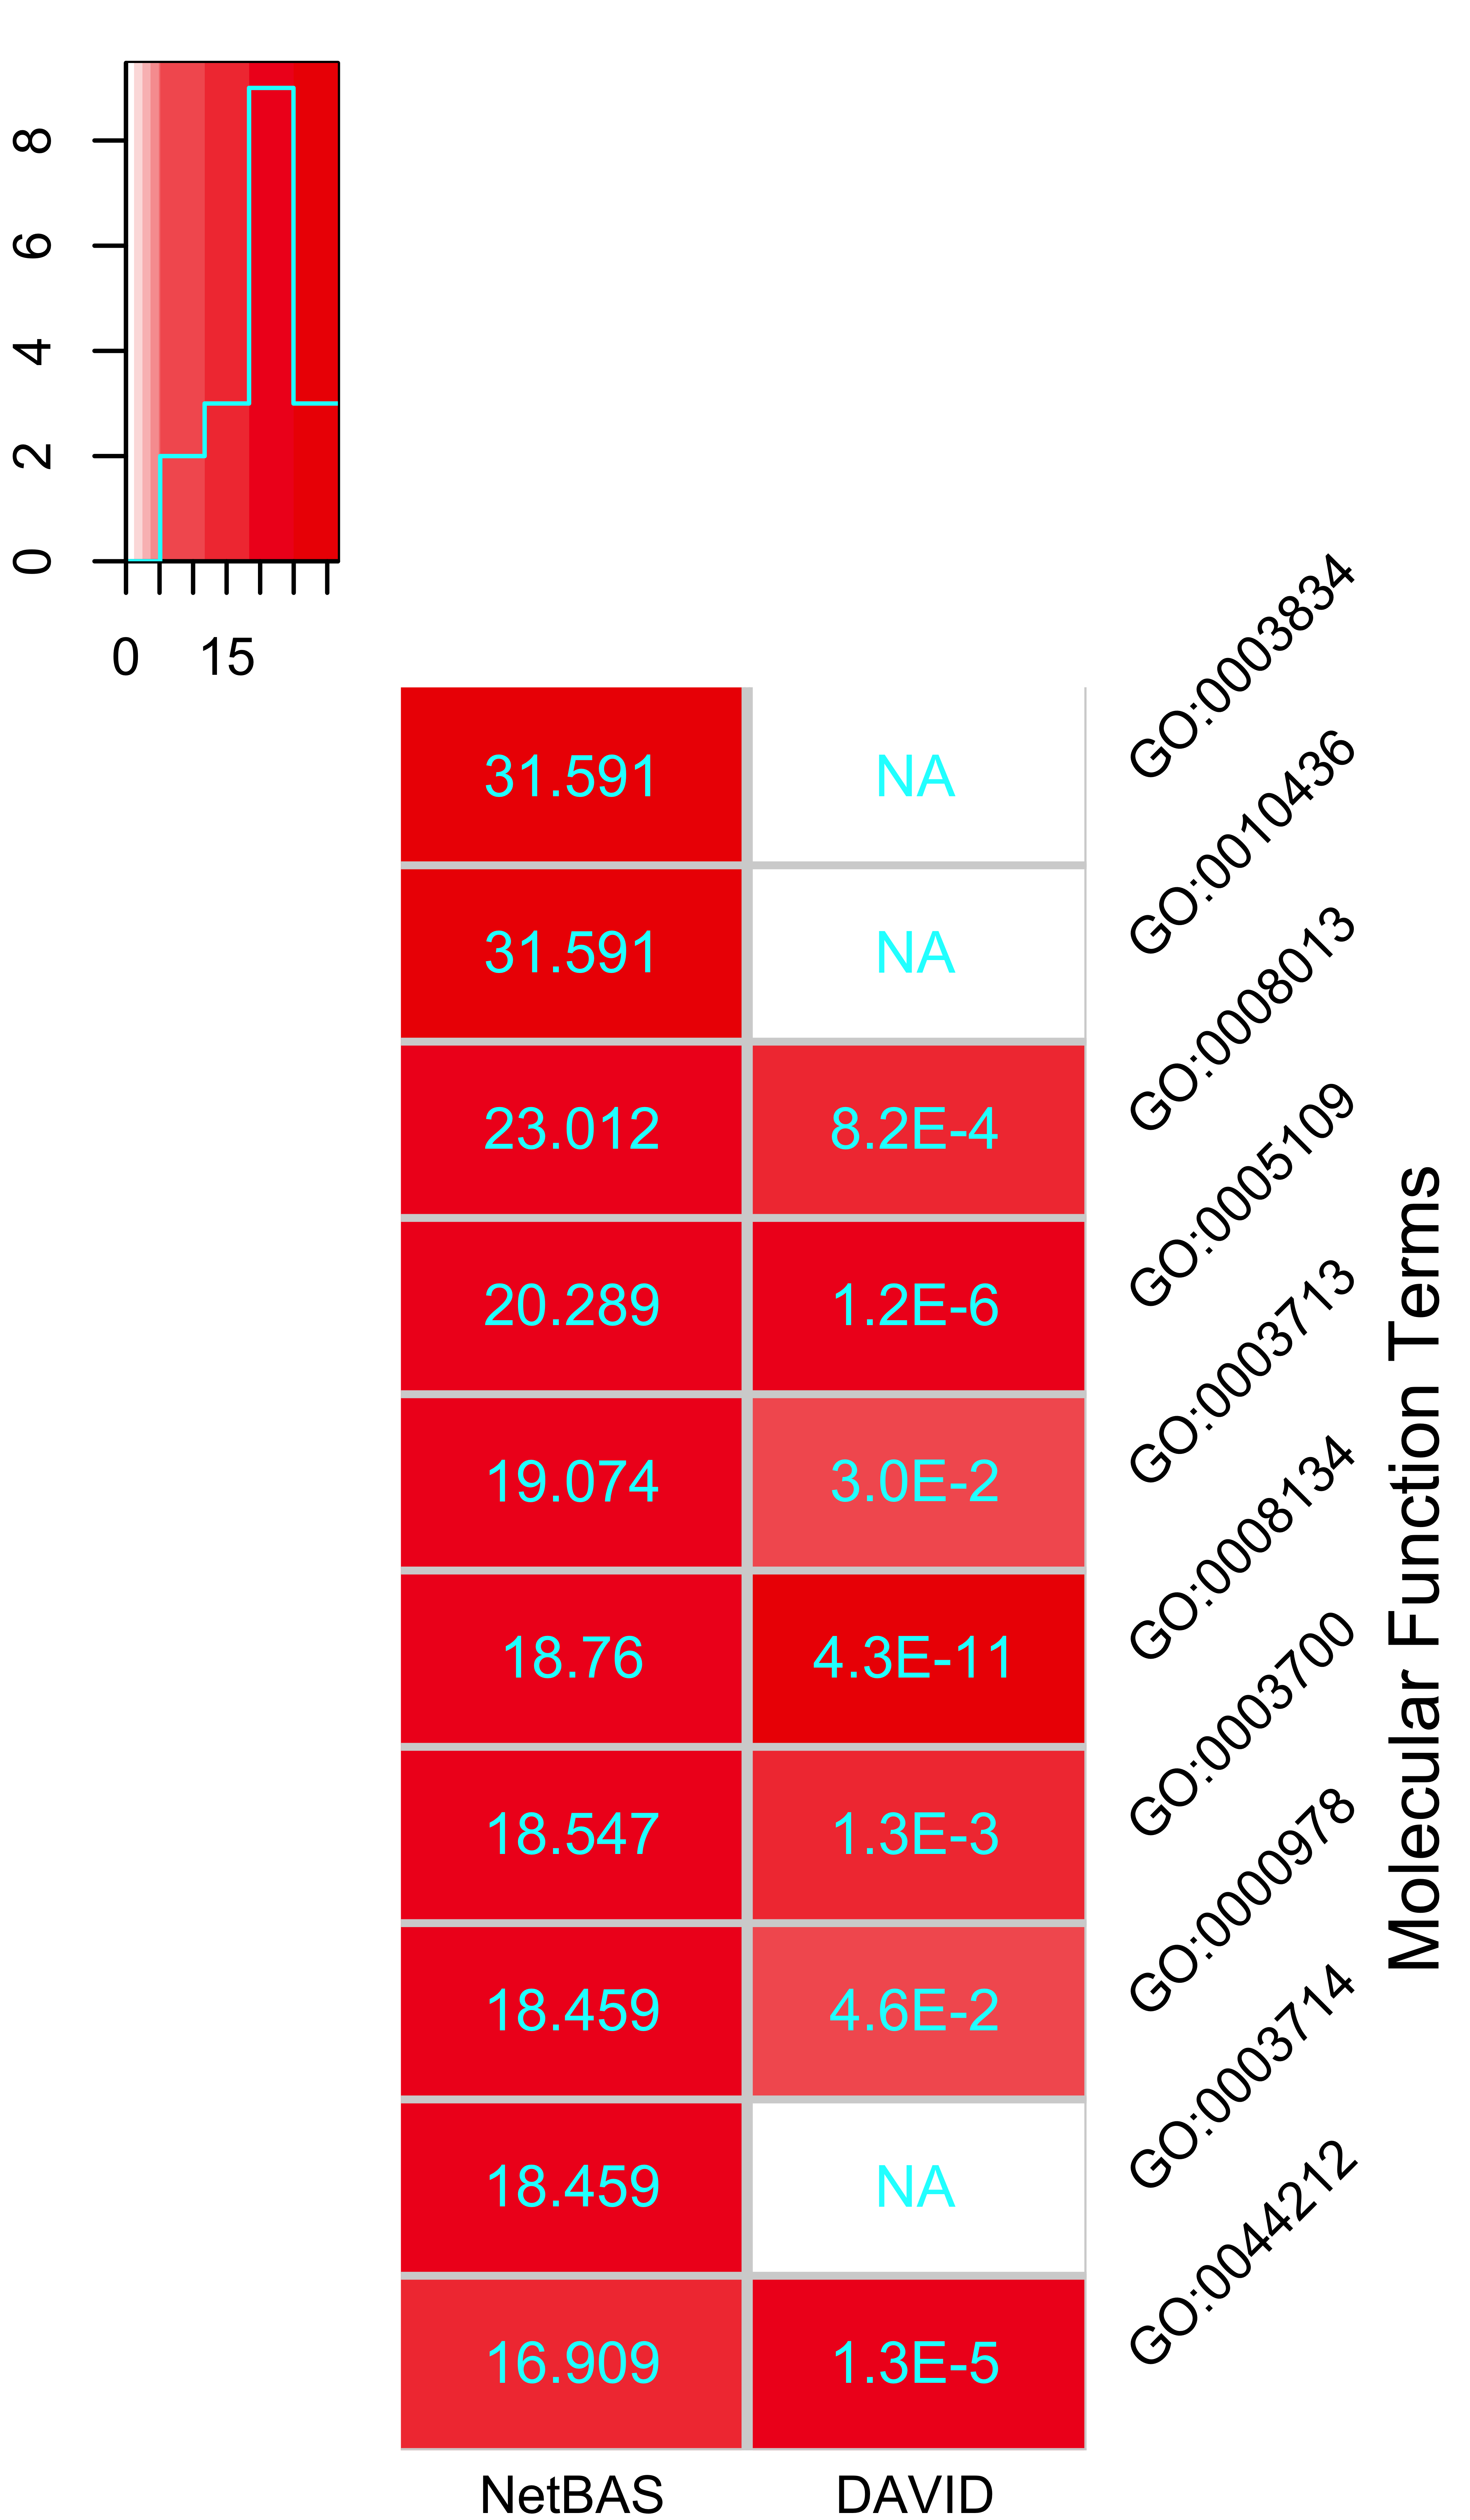 8
6
4
2
0
0 15
31.591 NA GO:0003834
31.591 NA GO:0010436
23.012 8.2E-4 GO:0008013
20.289 1.2E-6 GO:0005109
19.074 3.0E-2 GO:0003713
18.76 4.3E-11 GO:0008134
18.547 1.3E-3 GO:0003700
18.459 4.6E-2 GO:0000978
18.459 NA GO:0003714
16.909 1.3E-5 GO:0044212
NetBAS DAVID
Molecular Function Terms